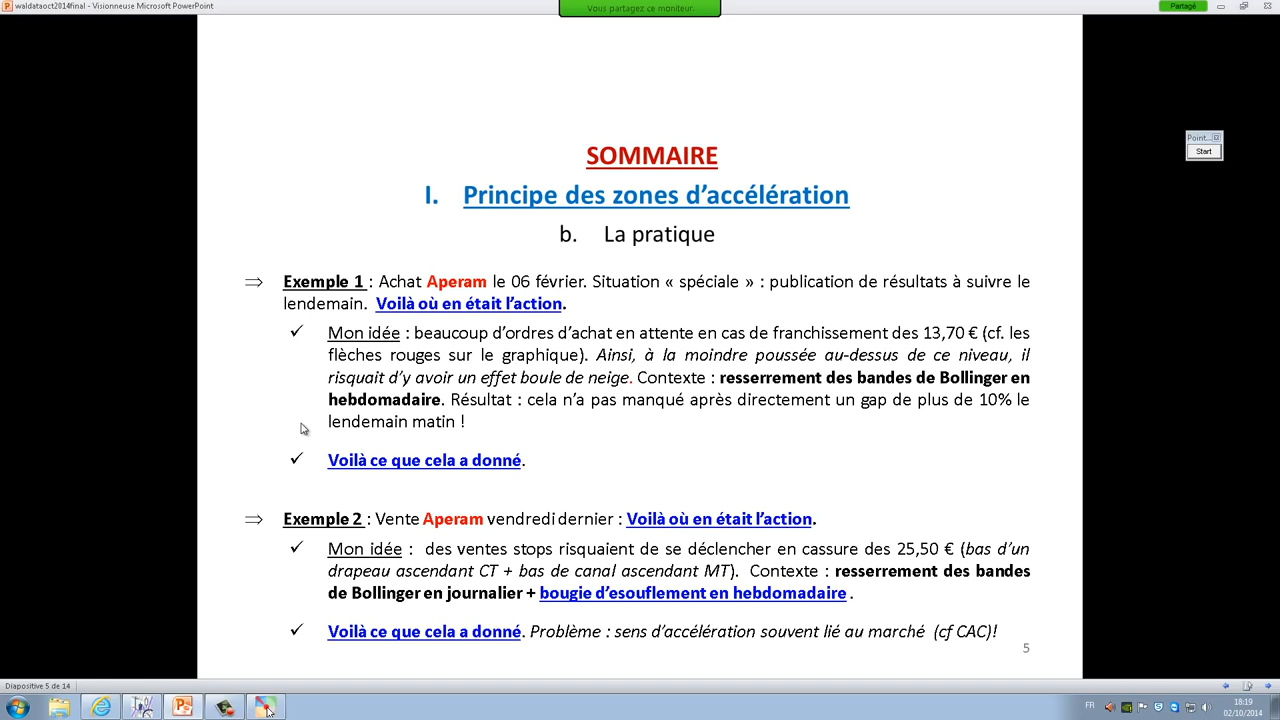 waldataoct2014final - Visionneuse Microsoft PowerPoint
Vous partagez ce moniteur.
Partagé
Point...
Start
SOMMAIRE
I. Principe des zones d’accélération
b. La pratique
⇒ Exemple 1 : Achat Aperam le 06 février. Situation « spéciale » : publication de résultats à suivre le
lendemain. Voilà où en était l’action.
✓ Mon idée : beaucoup d’ordres d’achat en attente en cas de franchissement des 13,70 € (cf. les
flèches rouges sur le graphique). Ainsi, à la moindre poussée au-dessus de ce niveau, il
risquait d’y avoir un effet boule de neige. Contexte : resserrement des bandes de Bollinger en
hebdomadaire. Résultat : cela n’a pas manqué après directement un gap de plus de 10% le
lendemain matin !
✓ Voilà ce que cela a donné.
⇒ Exemple 2 : Vente Aperam vendredi dernier : Voilà où en était l’action.
✓ Mon idée : des ventes stops risquaient de se déclencher en cassure des 25,50 € (bas d’un
drapeau ascendant CT + bas de canal ascendant MT). Contexte : resserrement des bandes
de Bollinger en journalier + bougie d’esouflement en hebdomadaire .
✓ Voilà ce que cela a donné. Problème : sens d’accélération souvent lié au marché (cf CAC)!
5
Diapositive 5 de 14
FR
18:19
02/10/2014